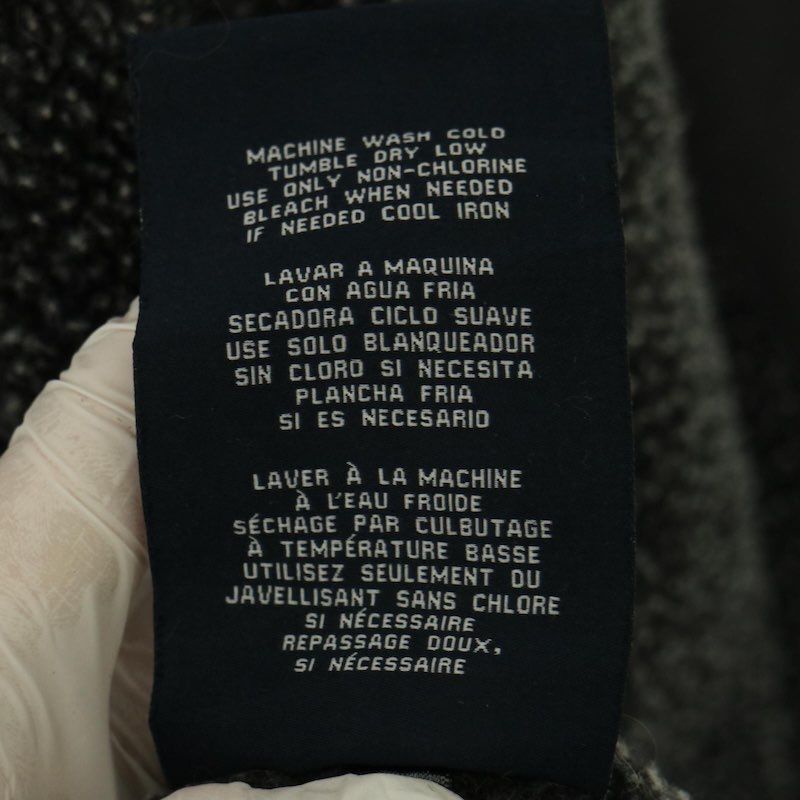 MACHINE WASH COLD
TUMBLE DRY LOW
USE ONLY NON-CHLORINE
BLEACH WHEN NEEDED
IF NEEDED COOL IRON
LAVAR A MAQUINA
CON AGUA FRIA
SECADORA CICLO SUAVE
USE SOLO BLANQUEADOR
SIN CLORO SI NECESITA
PLANCHA FRIA
SI ES NECESARIO
LAVER À LA MACHINE
À L'EAU FROIDE
SÉCHAGE PAR CULBUTAGE
À TEMPÉRATURE BASSE
UTILISEZ SEULEMENT DU
JAVELLISANT SANS CHLORE
SI NÉCESSAIRE
REPASSAGE DOUX,
SI NÉCESSAIRE